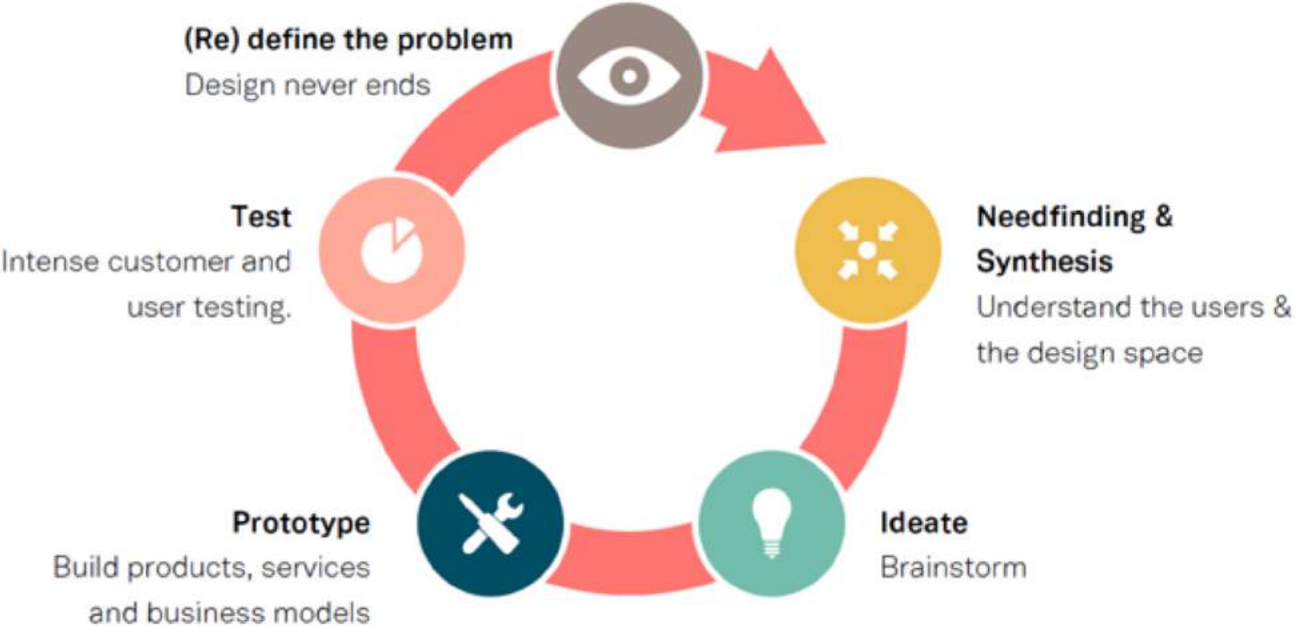 (Re) define the problem
Design never ends
Needfinding &
Synthesis
Understand the users &
the design space
Ideate
Brainstorm
Prototype
Build products, services
and business models
Test
Intense customer and
user testing.